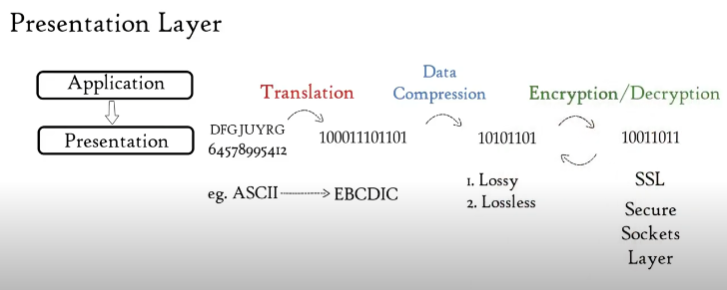 Presentation Layer
Application
Presentation
Translation
DFGJUYRG
64578995412
100011101101
eg. ASCII
EBCDIC
Data
Compression
10101101
1. Lossy
2. Lossless
Encryption/Decryption
10011011
SSL
Secure
Sockets
Layer